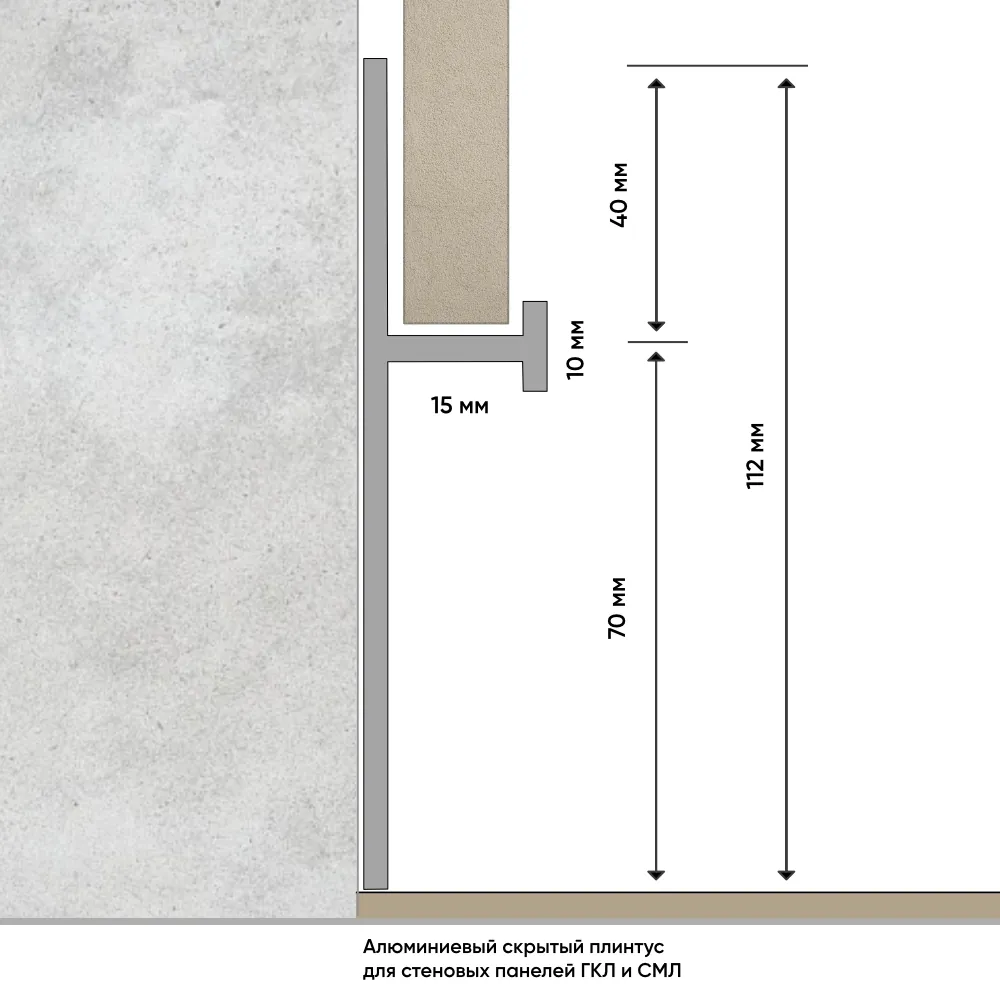 40 мм
10 мм
15 мм
112 мм
70 мм
Алюминиевый скрытый плинтус
для стеновых панелей ГКЛ и СМЛ